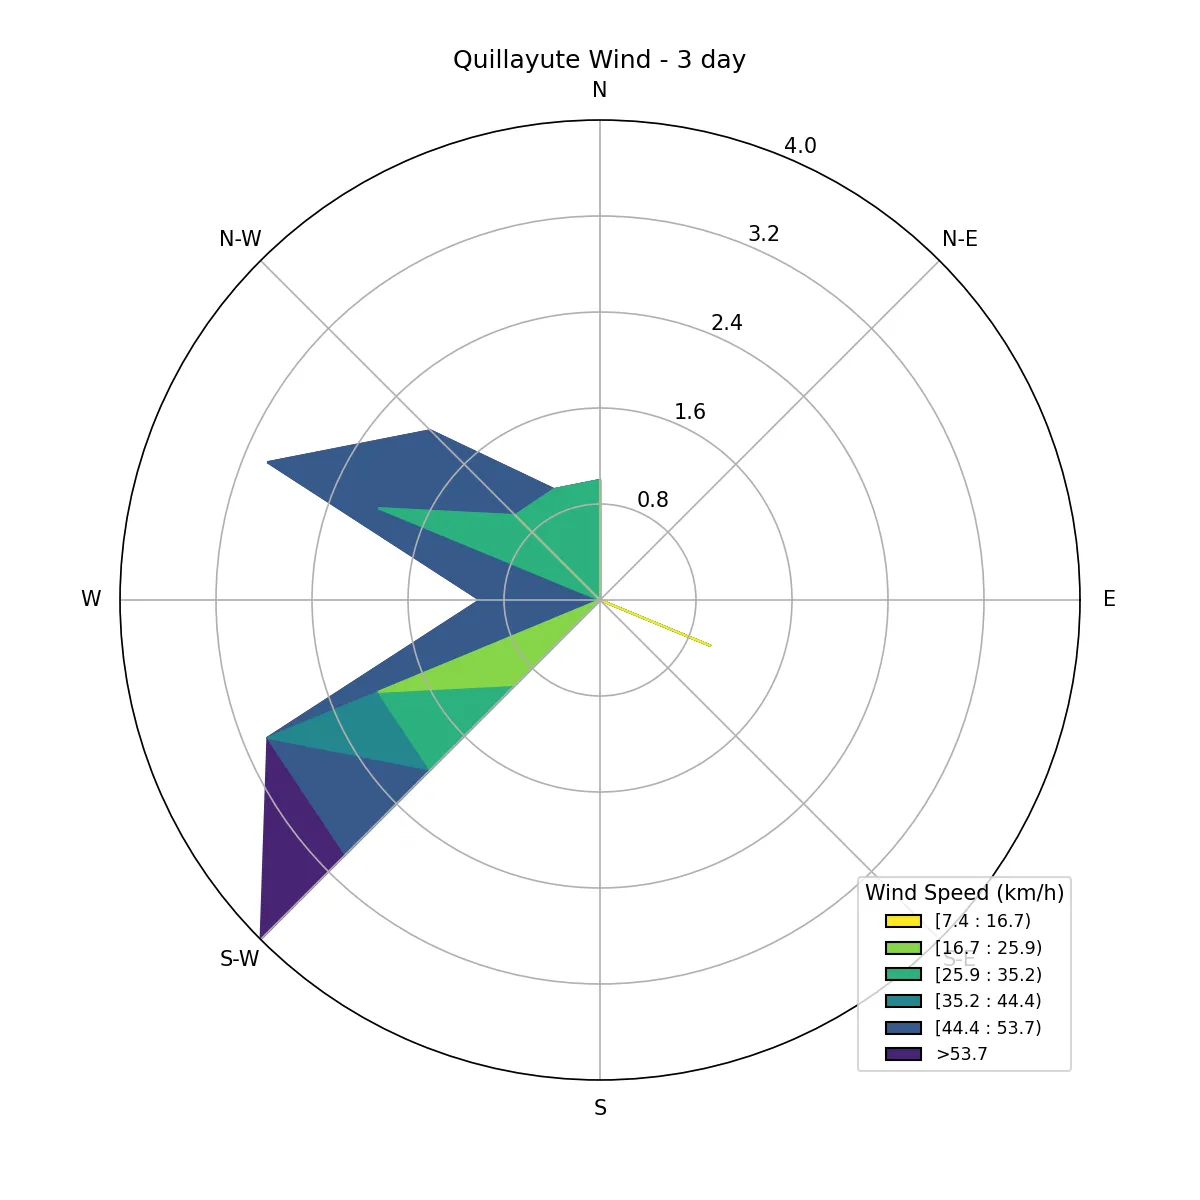 Quillayute Wind - 3 day
N
4.0
N-W
3.2
N-E
2.4
1.6
0.8
W
E
S-W
S-E
Wind Speed (km/h)
[7.4 : 16.7)
[16.7 : 25.9)
[25.9 : 35.2)
[35.2 : 44.4)
[44.4 : 53.7)
>53.7
S